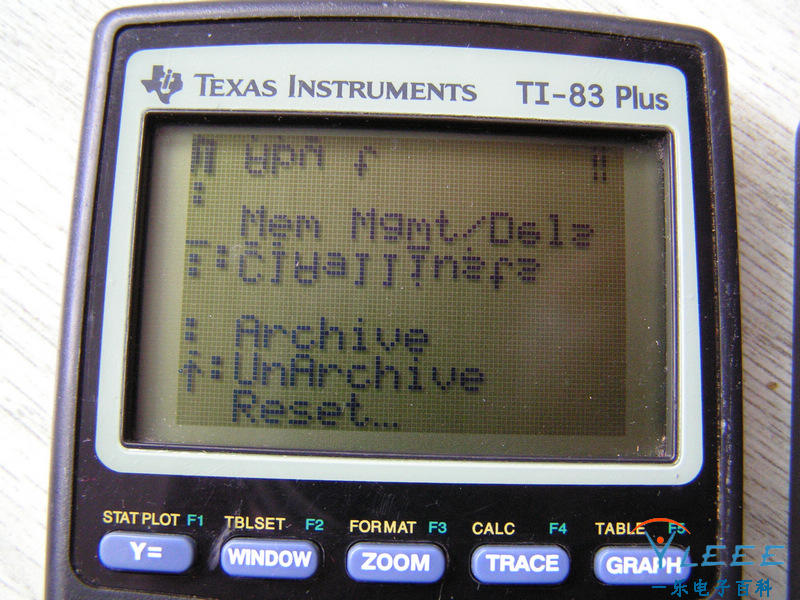 TEXAS INSTRUMENTS TI-83 Plus
Mem Mgmt/Del
: Archive
:UnArchive
Reset...
STAT PLOT F1 TBLSET F2 FORMAT F3 CALC F4 TABLE F5
Y= WINDOW ZOOM TRACE GRAPH
YLEEE
一乐电子百科